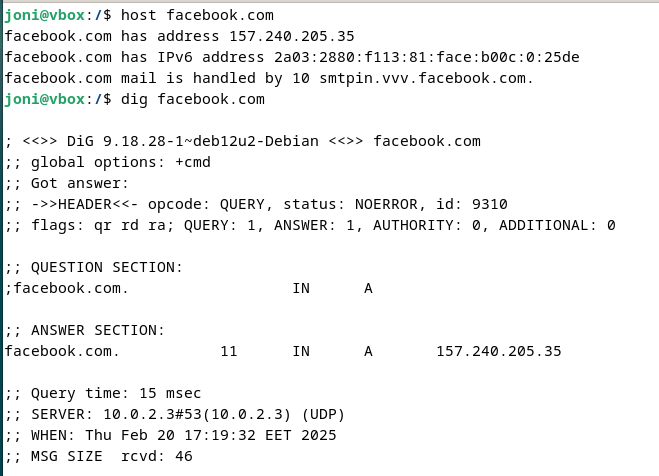 joni@vbox:/$ host facebook.com
facebook.com has address 157.240.205.35
facebook.com has IPv6 address 2a03:2880:f113:81:face:b00c:0:25de
facebook.com mail is handled by 10 smtpin.vvv.facebook.com.
joni@vbox:/$ dig facebook.com

; <<>> DiG 9.18.28-1~deb12u2-Debian <<>> facebook.com
;; global options: +cmd
;; Got answer:
;; ->>HEADER<<- opcode: QUERY, status: NOERROR, id: 9310
;; flags: qr rd ra; QUERY: 1, ANSWER: 1, AUTHORITY: 0, ADDITIONAL: 0

;; QUESTION SECTION:
;facebook.com.                  IN      A

;; ANSWER SECTION:
facebook.com.           11      IN      A       157.240.205.35

;; Query time: 15 msec
;; SERVER: 10.0.2.3#53(10.0.2.3) (UDP)
;; WHEN: Thu Feb 20 17:19:32 EET 2025
;; MSG SIZE  rcvd: 46